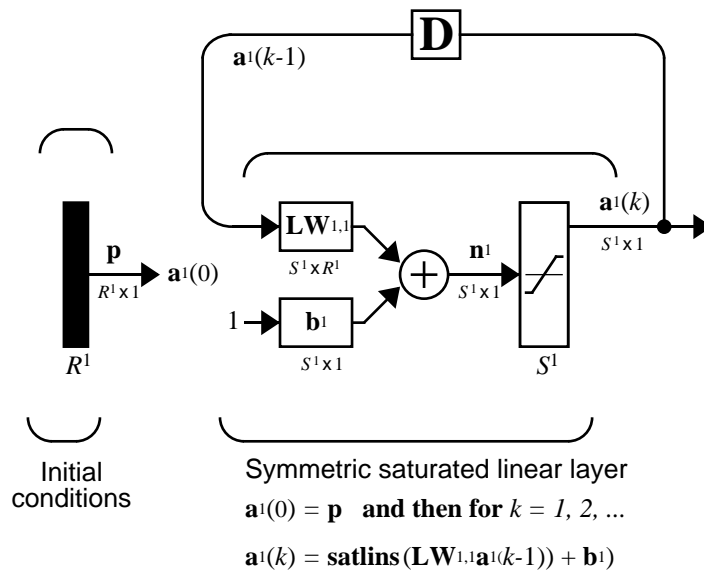 D
a¹(k-1)
a¹(k)
LW¹,¹
n¹
p
a¹(0)
S¹ x 1
R¹ x 1
S¹ x R¹
S¹ x 1
1
b¹
R¹
S¹ x 1
S¹
Initial
conditions
Symmetric saturated linear layer
a¹(0) = p and then for k = 1, 2, ...
a¹(k) = satlins (LW¹,¹a¹(k-1)) + b¹)